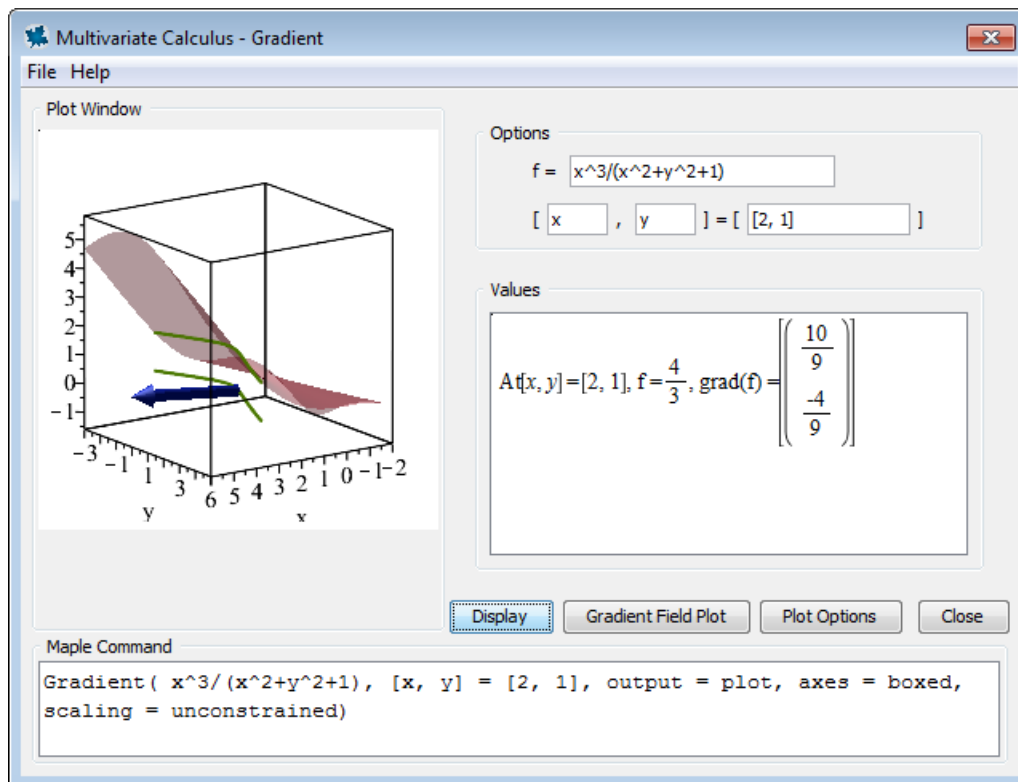 Multivariate Calculus - Gradient
File Help
Plot Window
5
4
3
2
1
0
-1
-3 -1 1 3
y
6 5 4 3 2 1 0 -1 -2
x
Options
f = x^3/(x^2+y^2+1)
[ x , y ] = [ [2, 1] ]
Values
At[x, y]=[2, 1], f=4/3, grad(f)=[(10/9 -4/9)]
Display Gradient Field Plot Plot Options Close
Maple Command
Gradient( x^3/(x^2+y^2+1), [x, y] = [2, 1], output = plot, axes = boxed,
scaling = unconstrained)